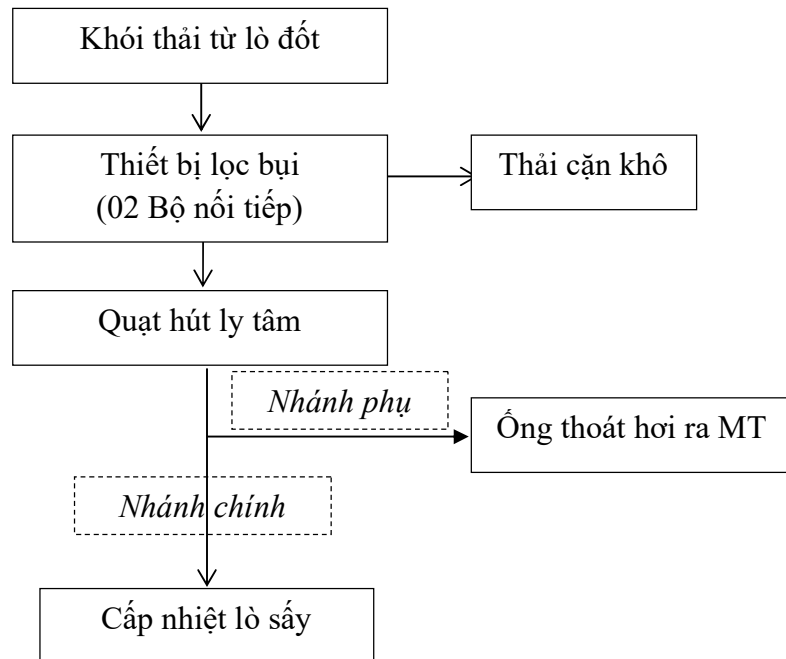 Khói thải từ lò đốt
Thiết bị lọc bụi
(02 Bộ nối tiếp)
Thải cặn khô
Quạt hút ly tâm
Nhánh phụ
Ống thoát hơi ra MT
Nhánh chính
Cấp nhiệt lò sấy